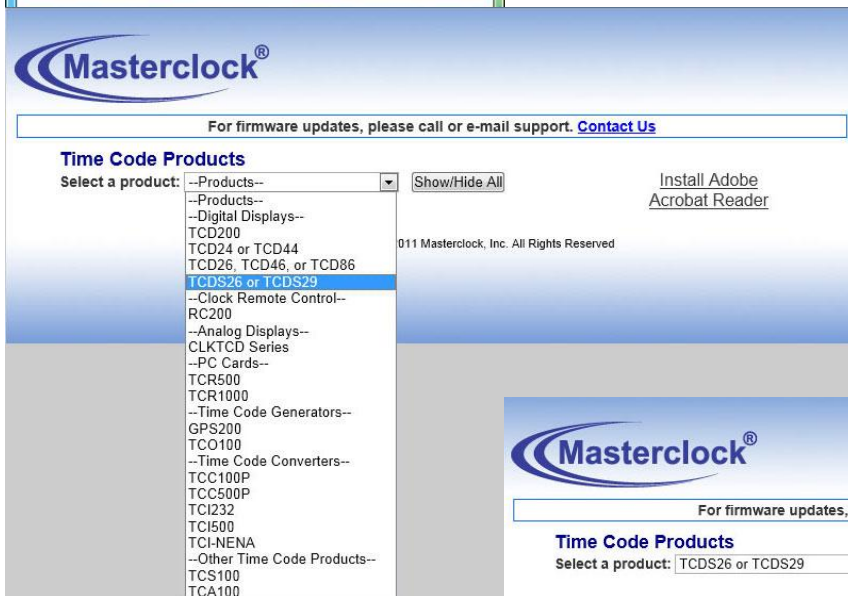 Masterclock®
For firmware updates, please call or e-mail support. Contact Us
Time Code Products
Select a product: --Products-- Show/Hide All
Install Adobe
Acrobat Reader
--Products--
--Digital Displays--
TCD200
TCD24 or TCD44
TCD26, TCD46, or TCD86
TCDS26 or TCDS29
--Clock Remote Control--
RC200
--Analog Displays--
CLKTCD Series
--PC Cards--
TCR500
TCR1000
--Time Code Generators--
GPS200
TCO100
--Time Code Converters--
TCC100P
TCC500P
TCI232
TCI500
TCI-NENA
--Other Time Code Products--
TCS100
TCA100
011 Masterclock, Inc. All Rights Reserved
Masterclock®
For firmware updates,
Time Code Products
Select a product: TCDS26 or TCDS29